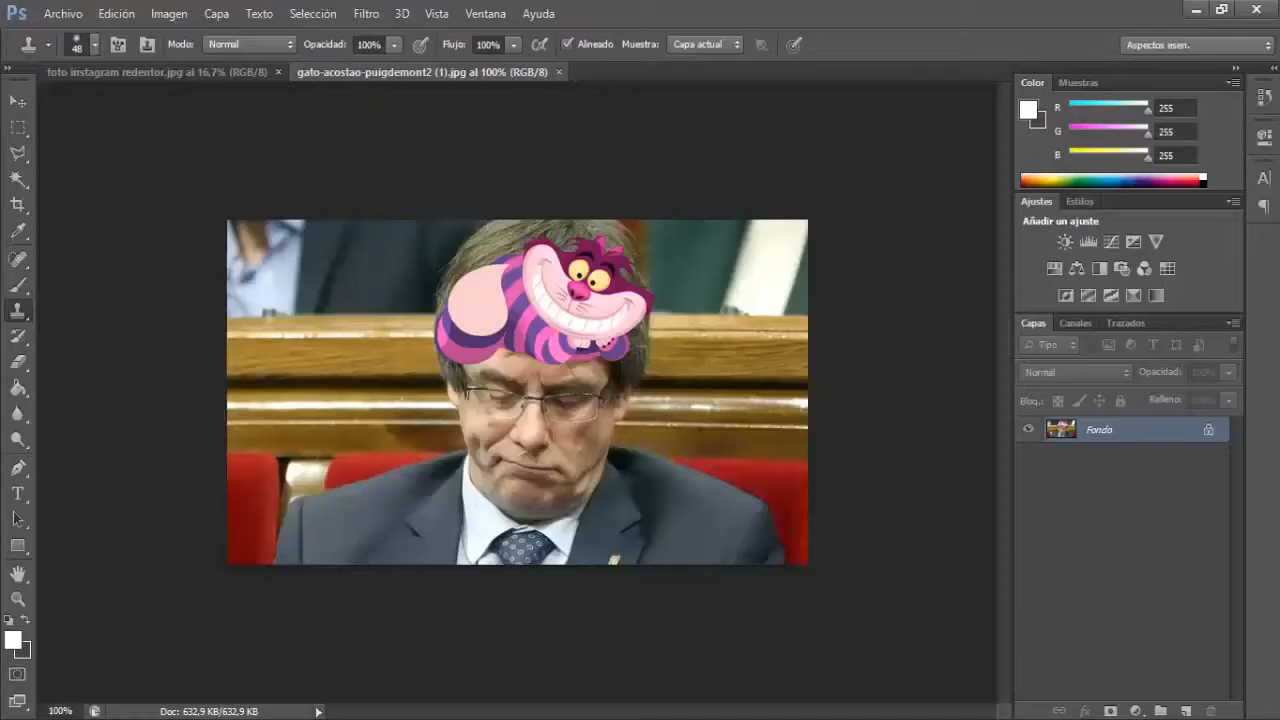 Ps Archivo Edición Imagen Capa Texto Selección Filtro 3D Vista Ventana Ayuda
48 Modo: Normal Opacidad: 100% Flujo: 100% Alineado Muestra: Capa actual Aspectos esen.
foto instagram redentor.jpg al 16,7% (RGB/8) × gato-acostao-puigdemont2 (1).jpg al 100% (RGB/8) ×
Color Muestras
R 255
G 255
B 255
Ajustes Estilos
Añadir un ajuste
Capas Canales Trazados
Tipo
Normal Opacidad: 100%
Bloq.: Relleno: 100%
Fondo
100% Doc: 632,9 KB/632,9 KB